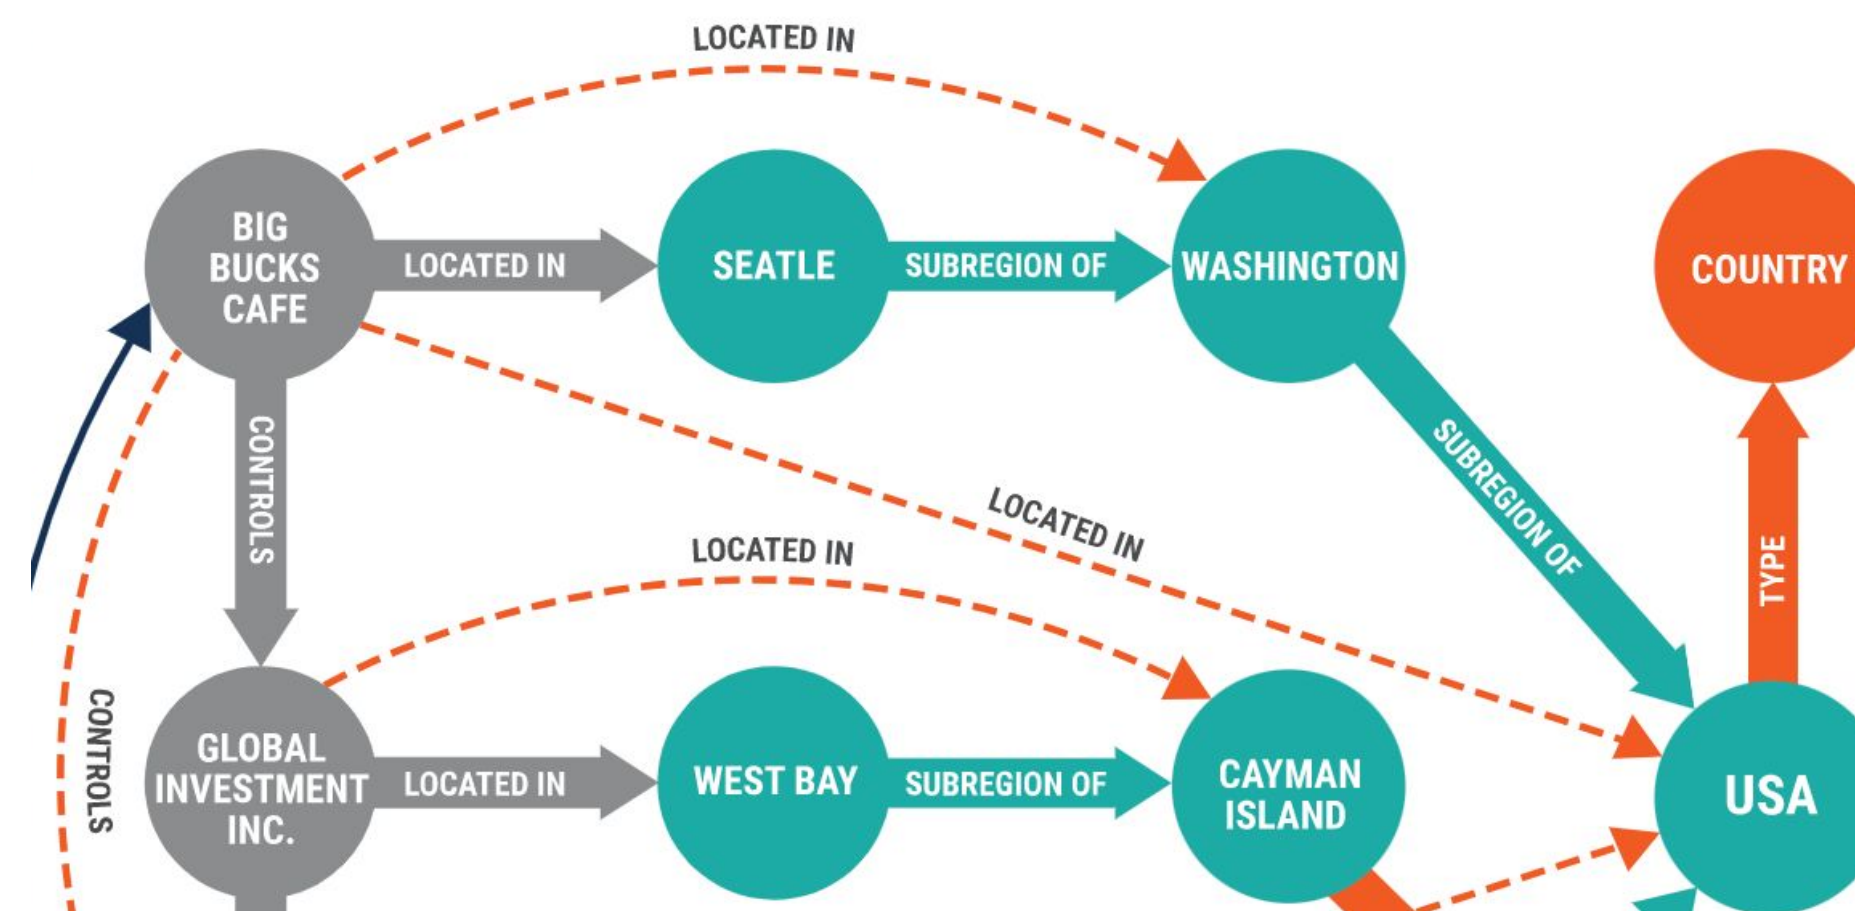 LOCATED IN
BIG
BUCKS
CAFE
LOCATED IN
SEATLE
SUBREGION OF
WASHINGTON
COUNTRY
CONTROLS
SUBREGION OF
LOCATED IN
LOCATED IN
TYPE
CONTROLS
GLOBAL
INVESTMENT
INC.
LOCATED IN
WEST BAY
SUBREGION OF
CAYMAN
ISLAND
USA